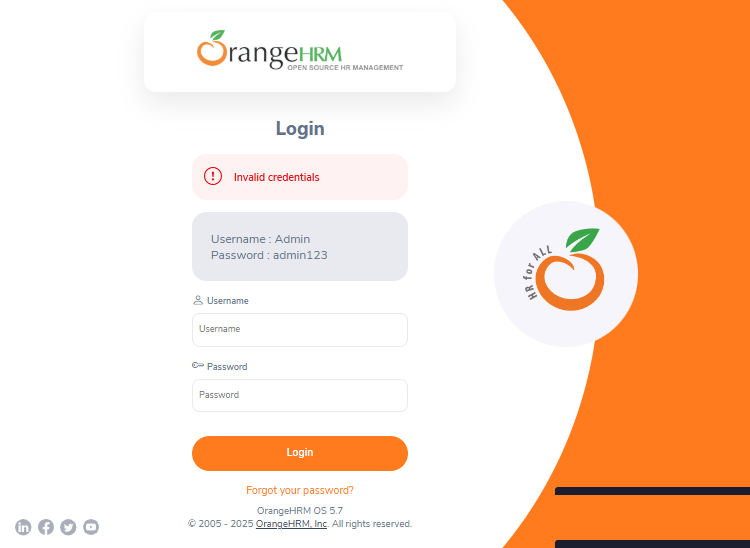 OrangeHRM
OPEN SOURCE HR MANAGEMENT
Login
Invalid credentials
Username : Admin
Password : admin123
Username
Username
Password
Password
Login
Forgot your password?
OrangeHRM OS 5.7
© 2005 - 2025 OrangeHRM, Inc. All rights reserved.
HR for ALL